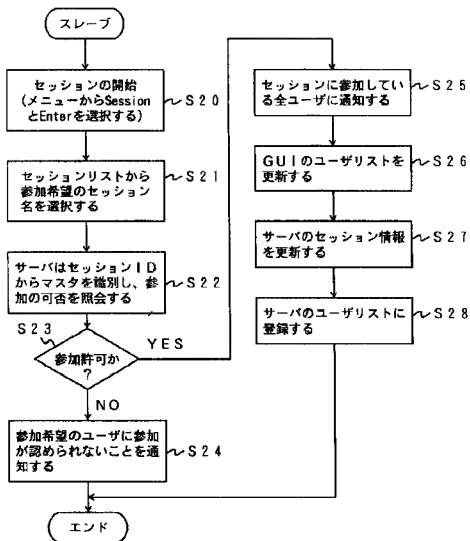 スレーブ
セッションの開始
(メニューからSession
とEnterを選択する)
S20
セッションリストから
参加希望のセッション
名を選択する
S21
サーバはセッションID
からマスタを識別し、参
加の可否を照会する
S22
S23
参加許可か
?
YES
NO
参加希望のユーザに参加
が認められないことを通
知する
S24
エンド
セッションに参加してい
る全ユーザに通知する
S25
GUIのユーザリストを
更新する
S26
サーバのセッション情報
を更新する
S27
サーバのユーザリストに
登録する
S28